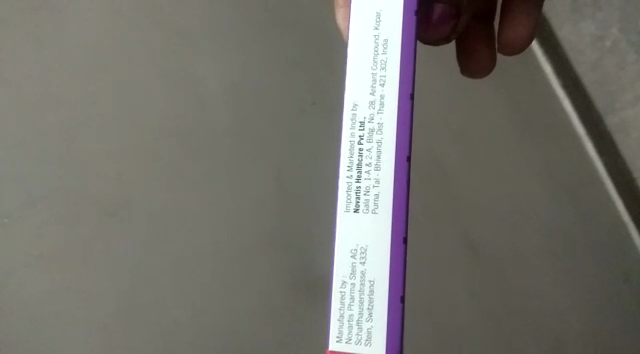 Manufactured by :
Novartis Pharma Stein AG,
Schaffhauserstrasse, 4332,
Stein, Switzerland.
Imported & Marketed in India by:
Novartis Healthcare Pvt. Ltd.,
Gala No. 1-A & 2-A, Bldg. No. 28, Arihant Compound, Kopar,
Purna, Tal - Bhiwandi, Dist - Thane - 421 302, India